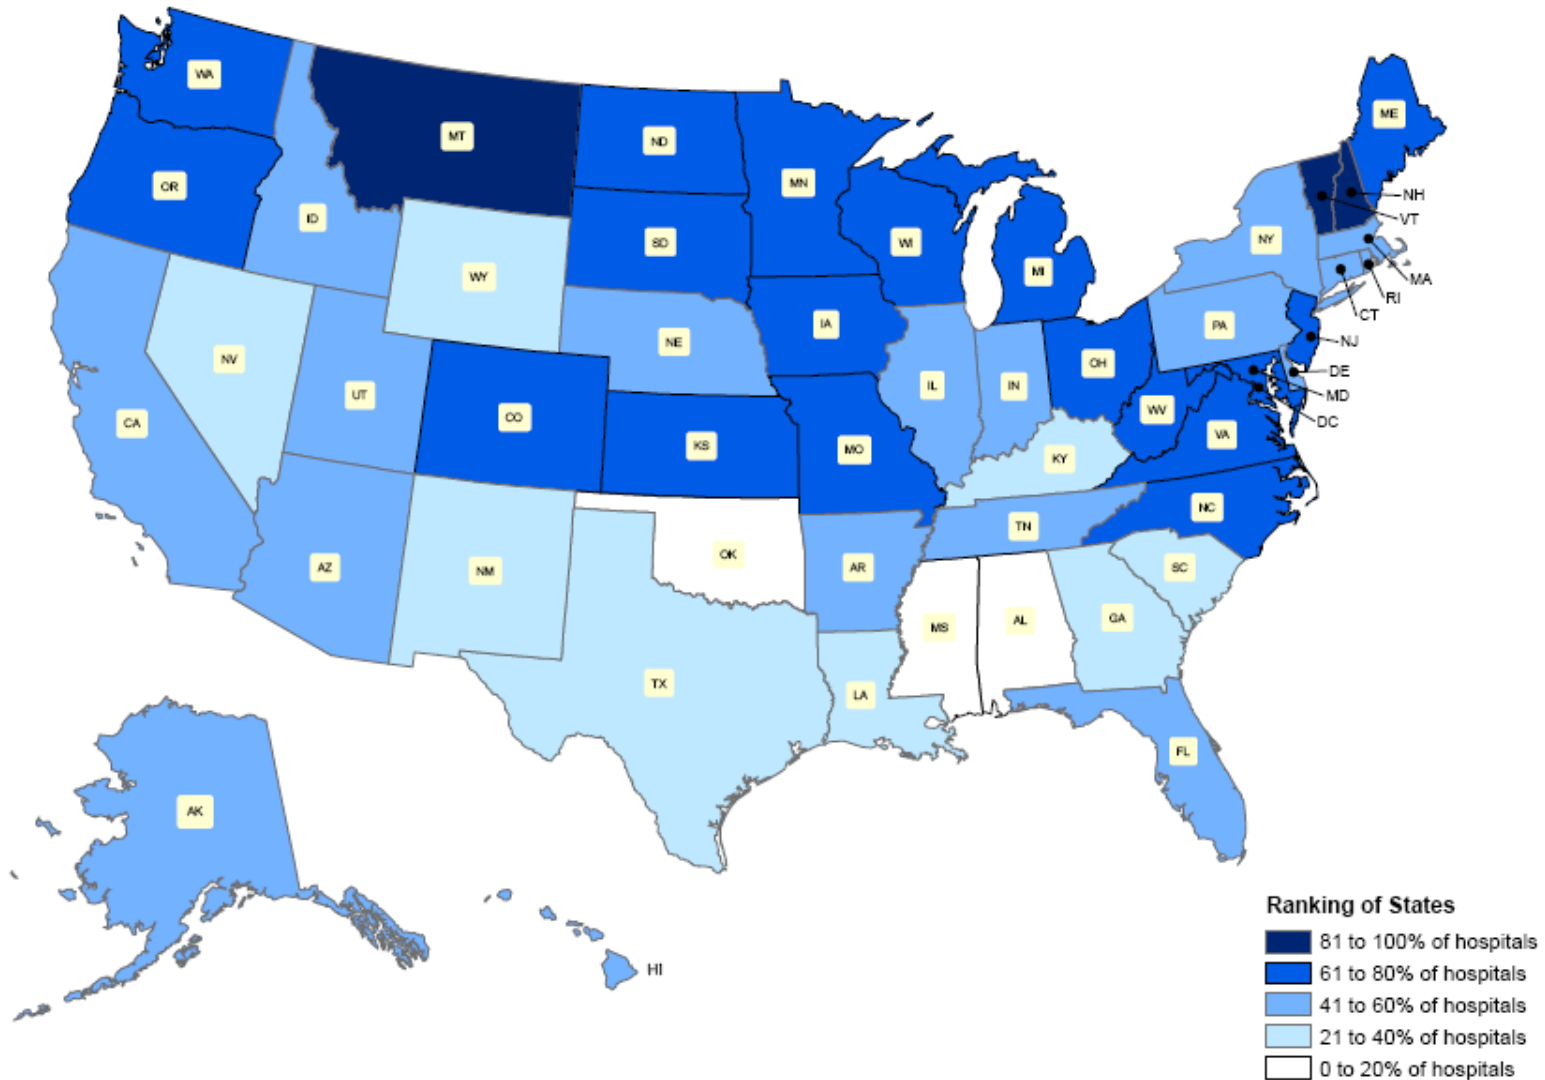 WA
MT
ND
ME
MN
OR
NH
ID
VT
NY
WI
SD
MI
WY
MA
RI
CT
IA
PA
NE
NJ
NV
OH
DE
IL
IN
UT
MD
WV
CO
DC
CA
VA
KS
MO
KY
NC
TN
OK
AZ
NM
AR
SC
GA
AL
MS
TX
LA
FL
AK
HI
Ranking of States
81 to 100% of hospitals
61 to 80% of hospitals
41 to 60% of hospitals
21 to 40% of hospitals
0 to 20% of hospitals